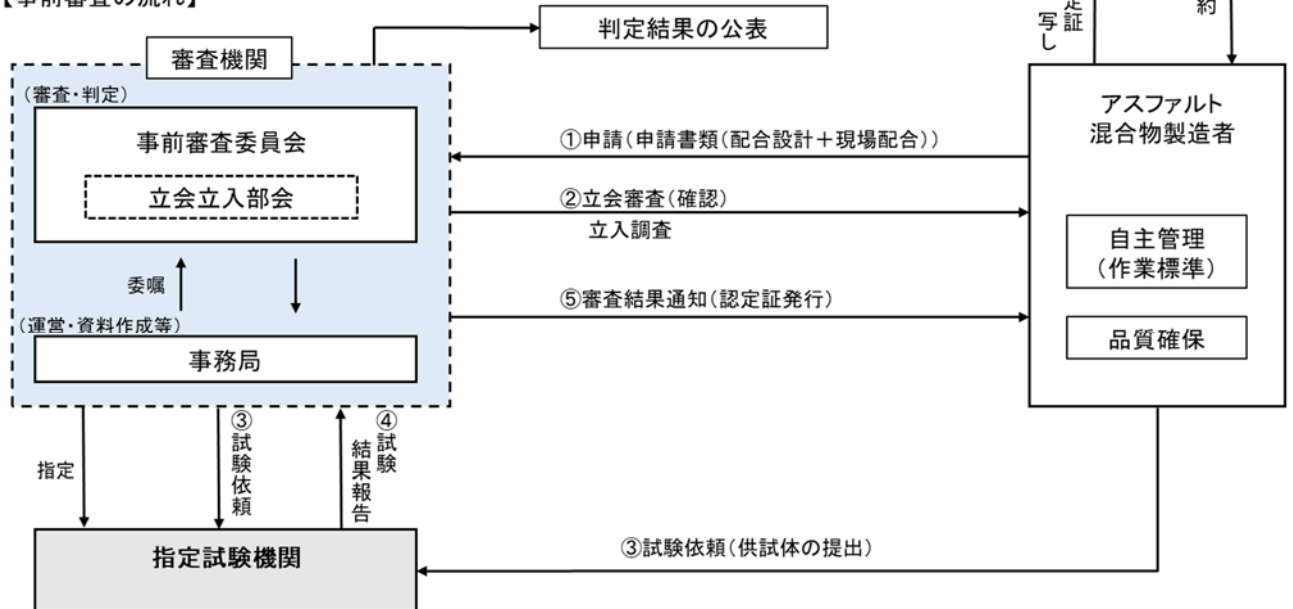 【事前審査の流れ】
判定結果の公表
審査機関
(審査・判定)
事前審査委員会
立会立入部会
委嘱
(運営・資料作成等)
事務局
①申請(申請書類(配合設計+現場配合))
②立会審査(確認)
立入調査
⑤審査結果通知(認定証発行)
定証
写し
約
アスファルト
混合物製造者
自主管理
(作業標準)
品質確保
指定
③試験依頼
④試験
結果報告
③試験依頼(供試体の提出)
指定試験機関